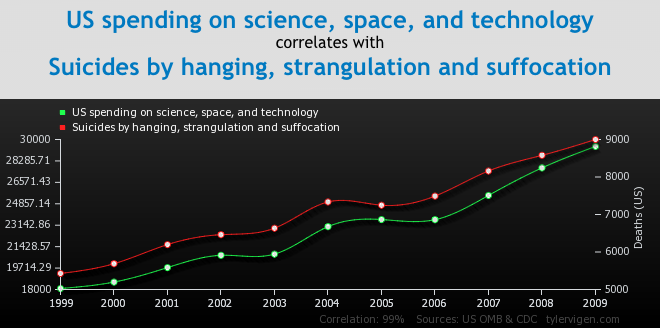 US spending on science, space, and technology
correlates with
Suicides by hanging, strangulation and suffocation
US spending on science, space, and technology
Suicides by hanging, strangulation and suffocation
30000
28285.71
26571.43
24857.14
23142.86
21428.57
19714.29
18000
9000
8000
7000
6000
5000
Deaths (US)
1999 2000 2001 2002 2003 2004 2005 2006 2007 2008 2009
Correlation: 99% Sources: US OMB & CDC tylervigen.com